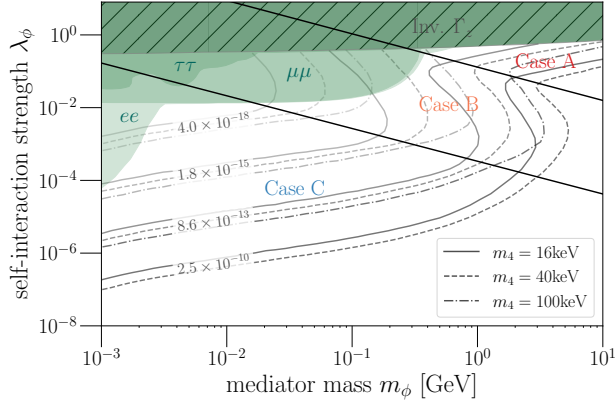 self-interaction strength λ_ϕ
10^0
10^−2
10^−4
10^−6
10^−8
Inv. Γ_z
Case A
ττ
μμ
Case B
ee
4.0 × 10^−18
1.8 × 10^−15
Case C
8.6 × 10^−13
2.5 × 10^−10
m_4 = 16keV
m_4 = 40keV
m_4 = 100keV
10^−3
10^−2
10^−1
10^0
10^1
mediator mass m_ϕ [GeV]